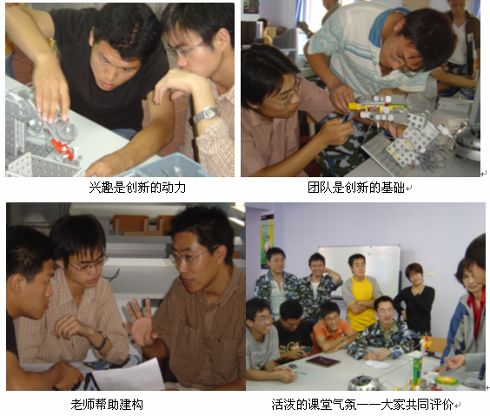 兴趣是创新的动力
团队是创新的基础
老师帮助建构
活泼的课堂气氛——大家共同评价